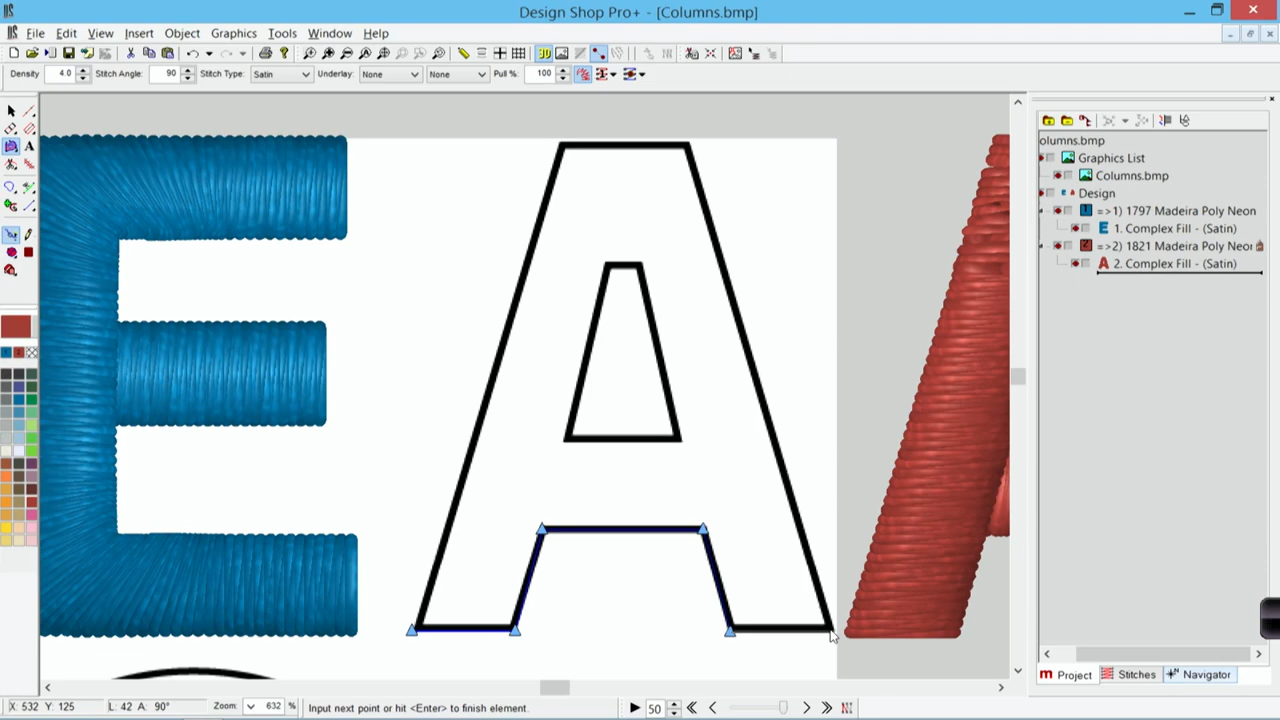 Design Shop Pro+ - [Columns.bmp]
File Edit View Insert Object Graphics Tools Window Help
Density 4.0 Stitch Angle: 90 Stitch Type: Satin Underlay: None None Pull %: 100
olumns.bmp
Graphics List
Columns.bmp
Design
=>1) 1797 Madeira Poly Neon
1. Complex Fill - (Satin)
=>2) 1821 Madeira Poly Neon
2. Complex Fill - (Satin)
E A
Project Stitches Navigator
X: 532 Y: 125 L: 42 A: 90° Zoom: 632 % Input next point or hit <Enter> to finish element. 50